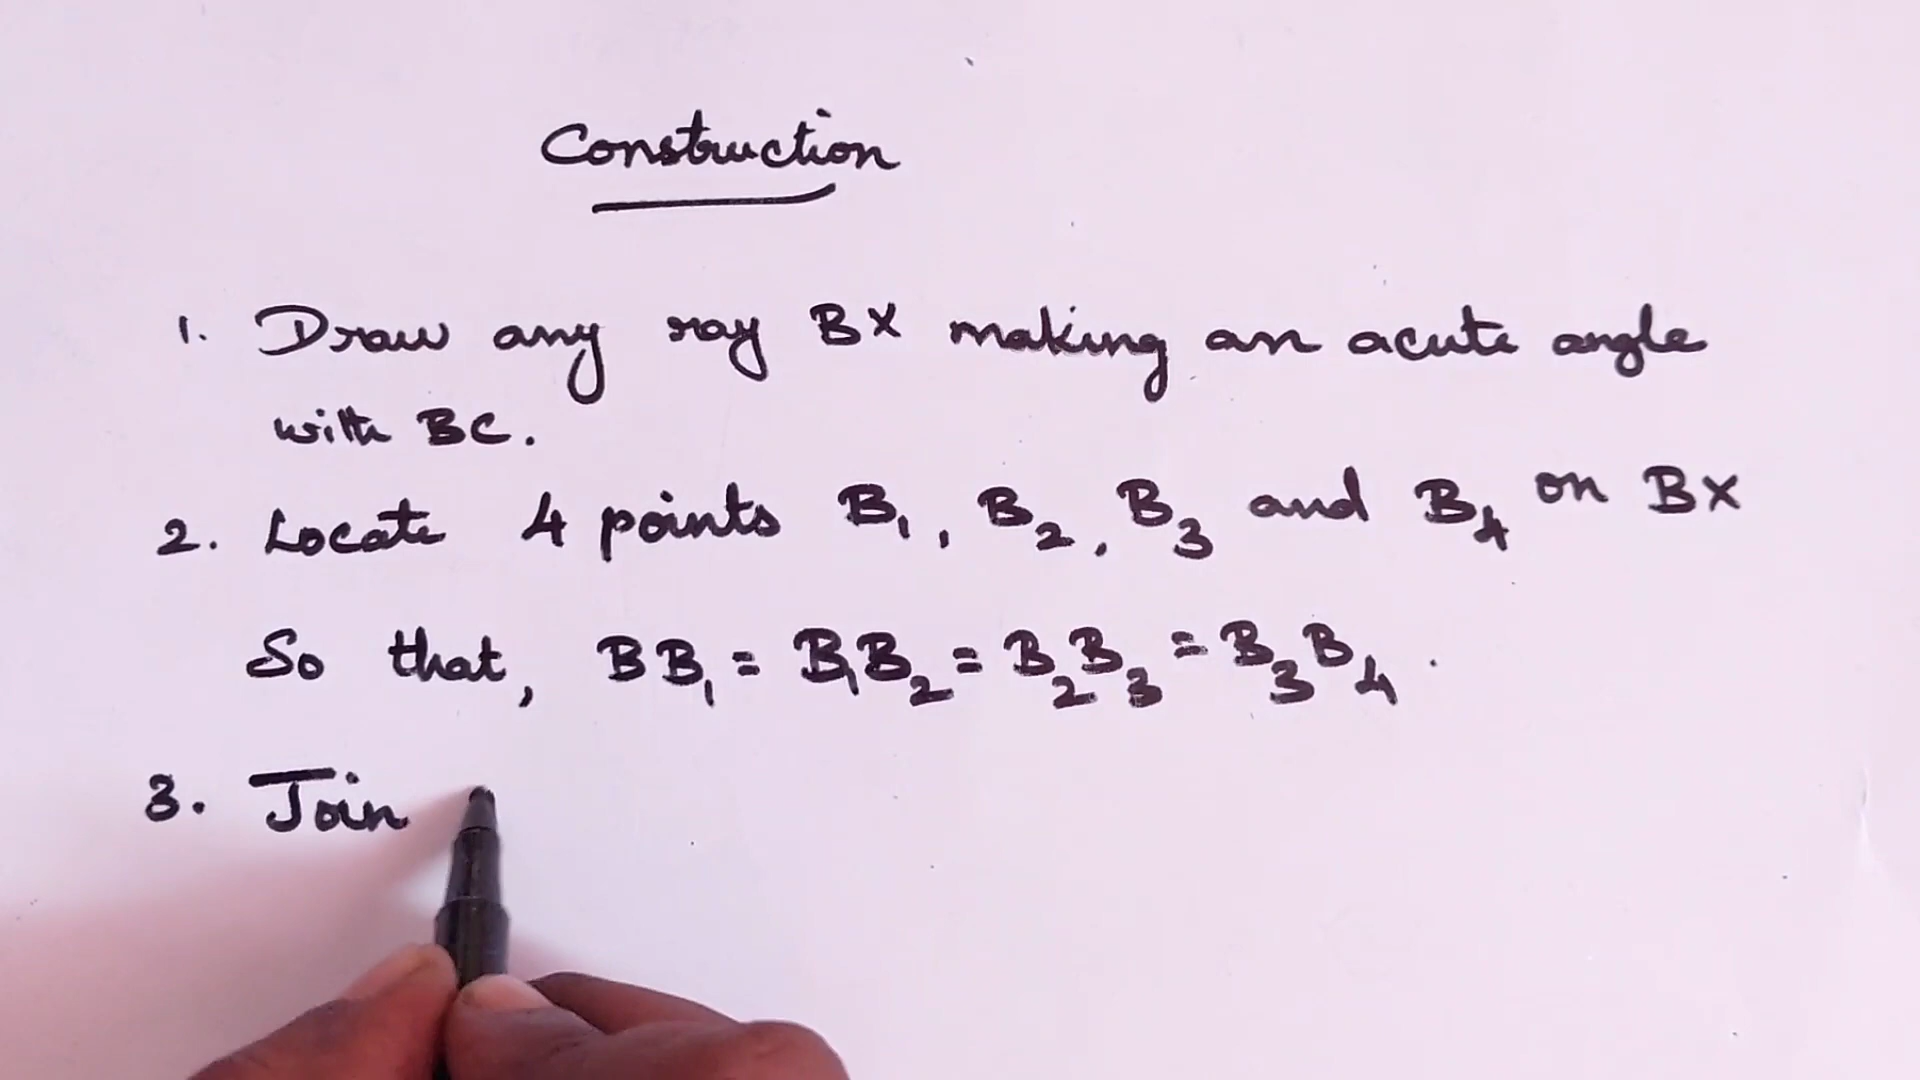 Construction
1. Draw any ray BX making an acute angle
with BC.
2. Locate 4 points B₁, B₂, B₃ and B₄ on BX
So that, BB₁ = B₁B₂ = B₂B₃ = B₃B₄.
3. Join